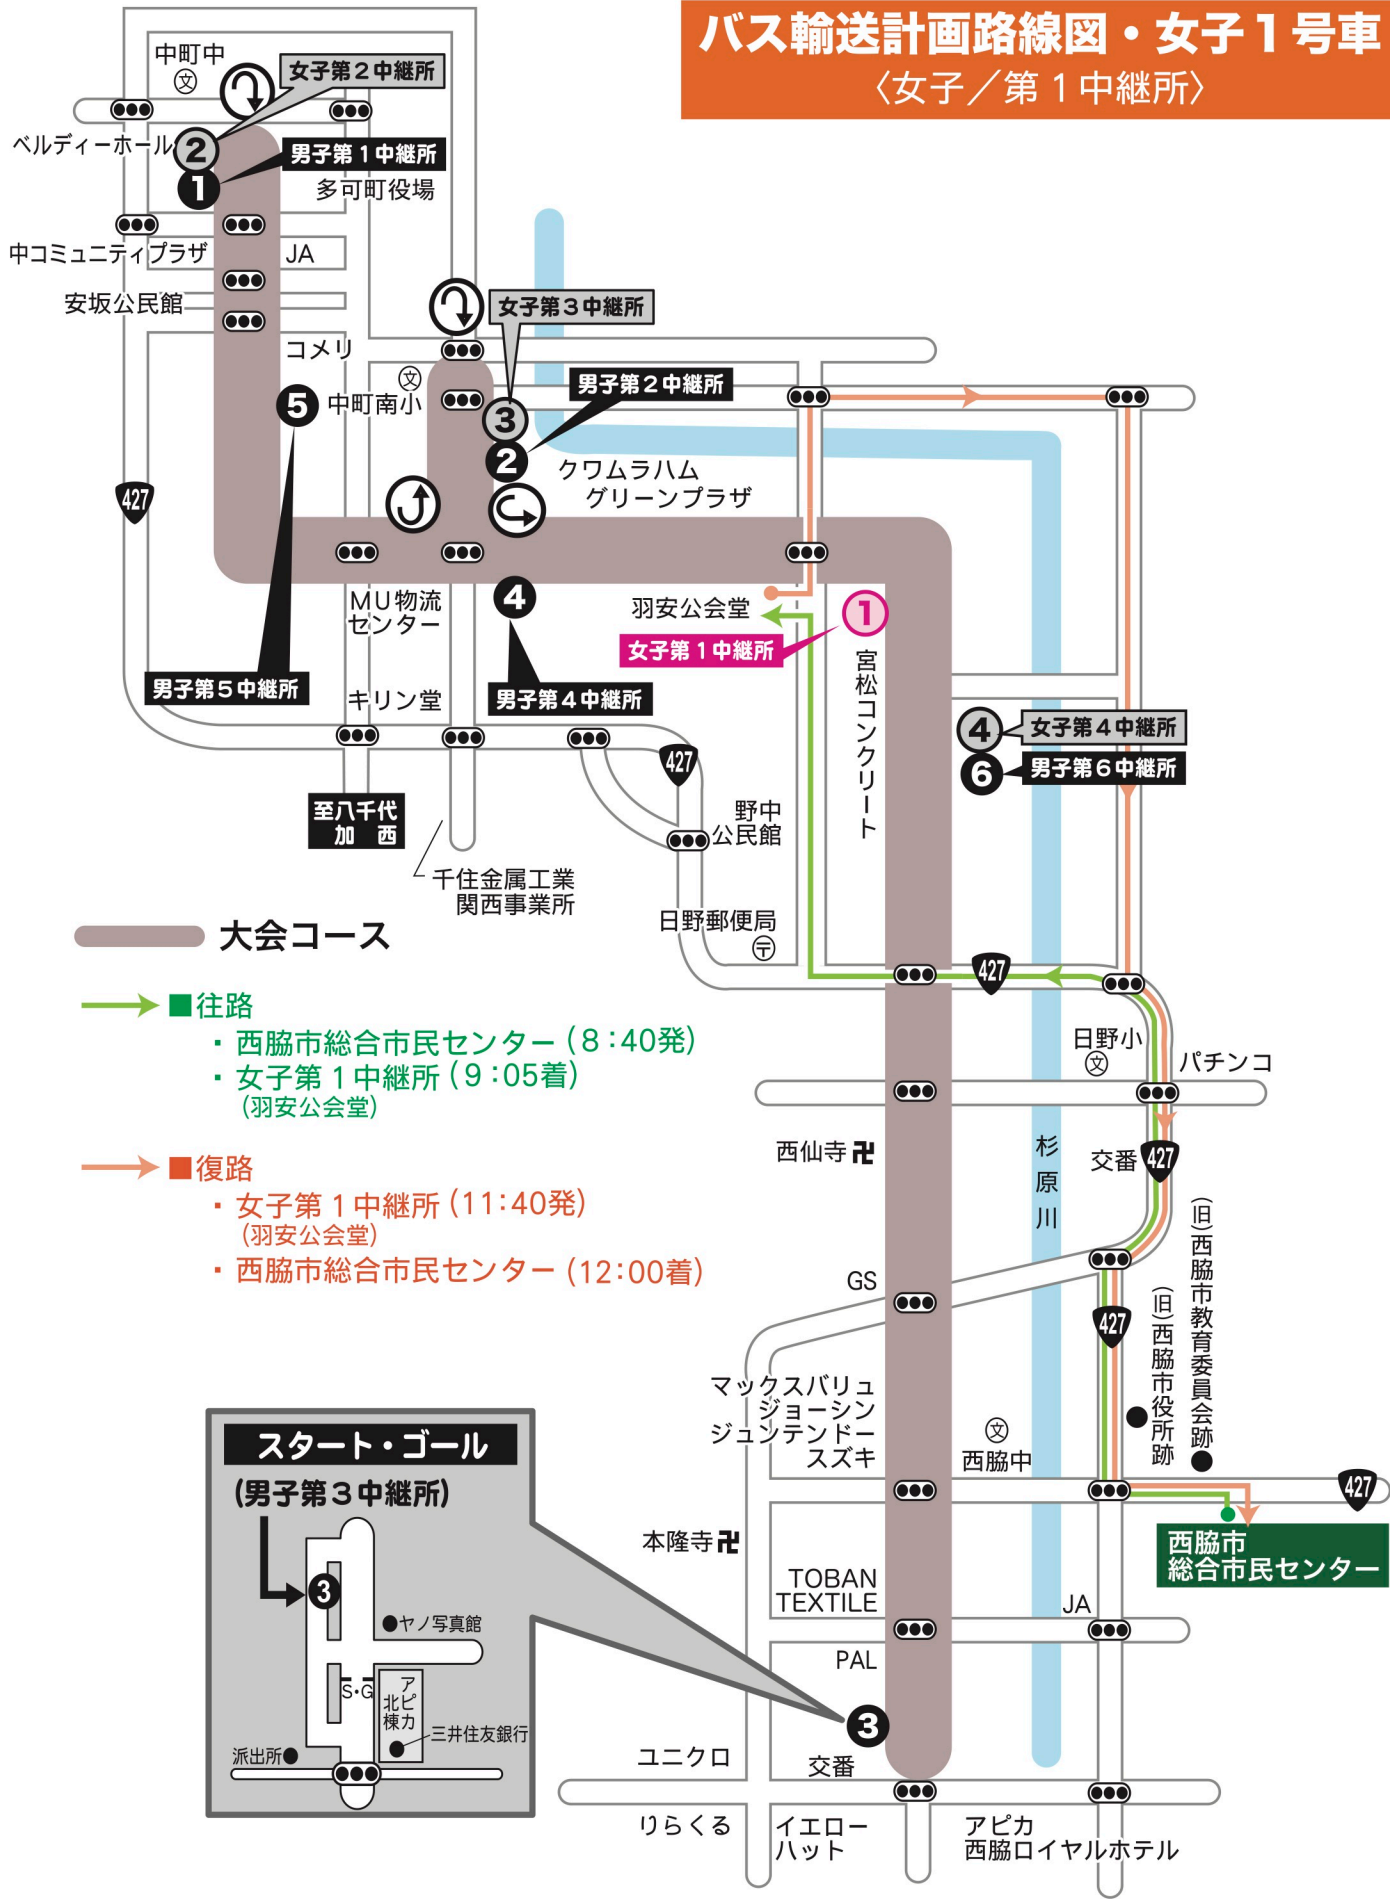 バス輸送計画路線図・女子1号車
〈女子／第1中継所〉
中町中
文
女子第2中継所
ベルディーホール
2
男子第1中継所
1
多可町役場
中コミュニティプラザ
JA
安坂公民館
女子第3中継所
コメリ
文
中町南小
5
男子第2中継所
3
2
クワムラハム
グリーンプラザ
427
MU物流
センター
4
羽安公会堂
1
女子第1中継所
宮松コンクリート
男子第5中継所
キリン堂
男子第4中継所
4
女子第4中継所
6
男子第6中継所
427
至八千代
加 西
野中
公民館
千住金属工業
関西事業所
日野郵便局
〒
427
大会コース
■往路
・西脇市総合市民センター(8:40発)
・女子第1中継所(9:05着)
(羽安公会堂)
■復路
・女子第1中継所(11:40発)
(羽安公会堂)
・西脇市総合市民センター(12:00着)
日野小
文
パチンコ
西仙寺卍
杉原川
交番
427
(旧)西脇市教育委員会跡
(旧)西脇市役所跡
GS
427
マックスバリュ
ジョーシン
ジュンテンドー
スズキ
文
西脇中
427
西脇市
総合市民センター
本隆寺卍
TOBAN
TEXTILE
JA
PAL
3
ユニクロ
交番
りらくる
イエロー
ハット
アピカ
西脇ロイヤルホテル
スタート・ゴール
(男子第3中継所)
3
ヤノ写真館
S・G
アピカ
北棟
三井住友銀行
派出所